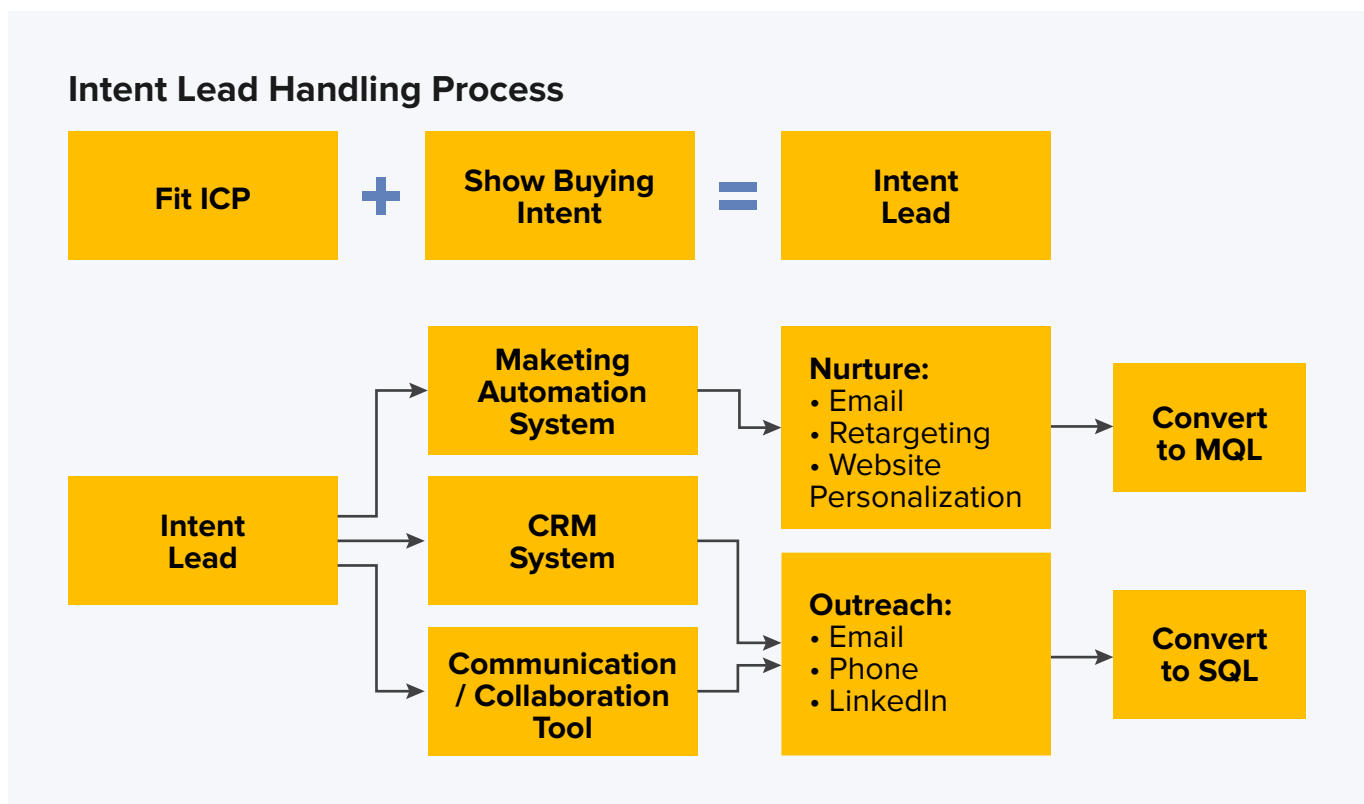 Intent Lead Handling Process
Fit ICP
+
Show Buying
Intent
=
Intent
Lead
Intent
Lead
Maketing
Automation
System
CRM
System
Communication
/ Collaboration
Tool
Nurture:
• Email
• Retargeting
• Website
Personalization
Outreach:
• Email
• Phone
• LinkedIn
Convert
to MQL
Convert
to SQL